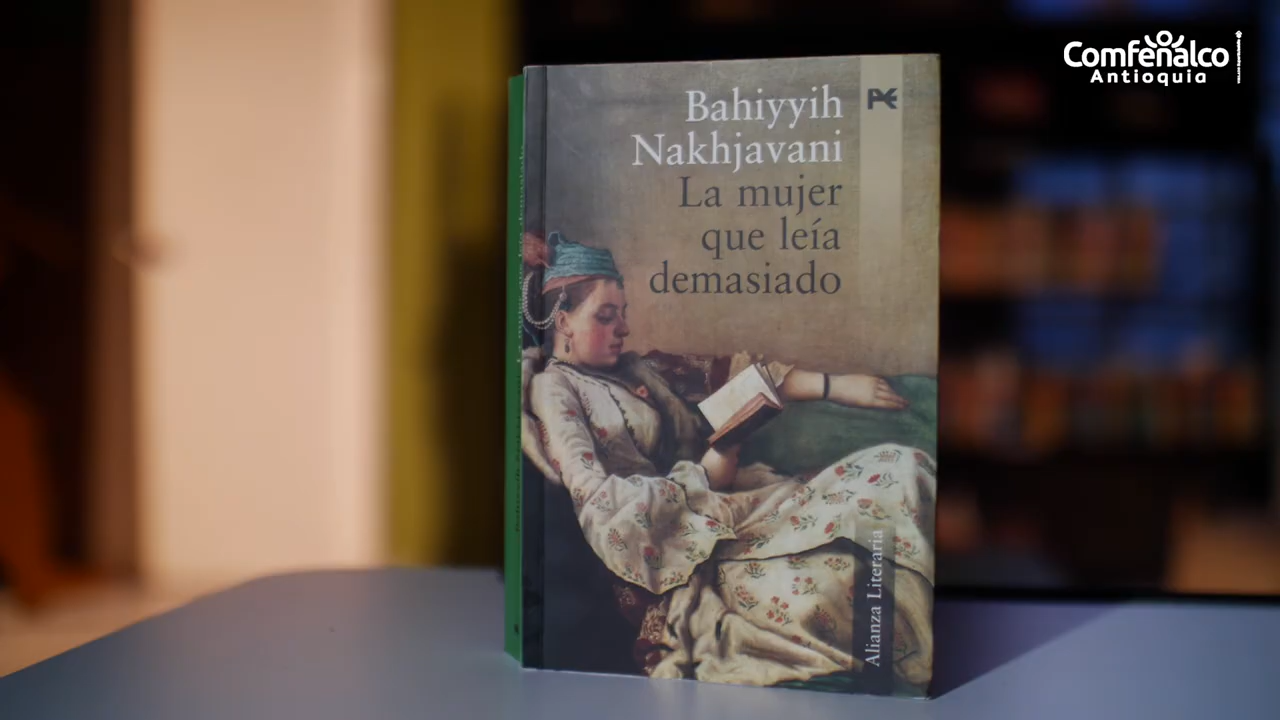 Comfenalco
Antioquia
Bahiyyih
Nakhjavani
La mujer
que leía
demasiado
Alianza Literaria